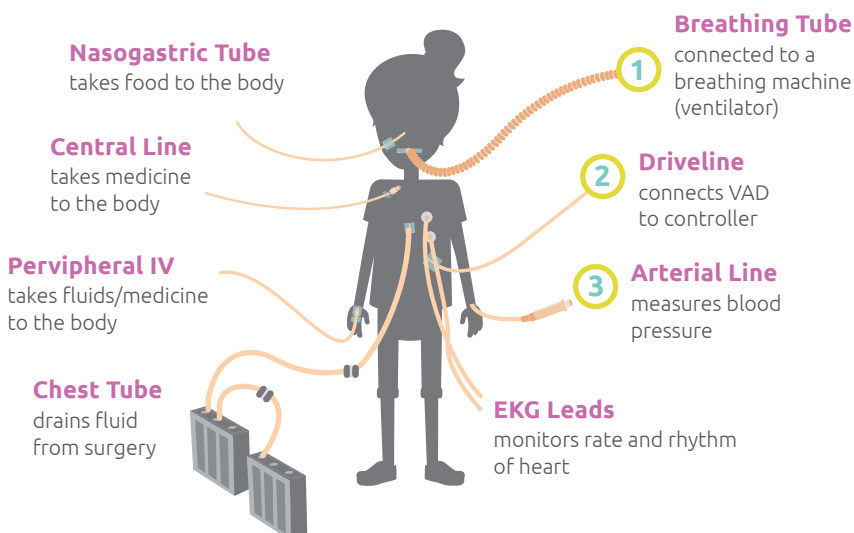 Nasogastric Tube
takes food to the body
Central Line
takes medicine
to the body
Pervipheral IV
takes fluids/medicine
to the body
Chest Tube
drains fluid
from surgery
1
Breathing Tube
connected to a
breathing machine
(ventilator)
2
Driveline
connects VAD
to controller
3
Arterial Line
measures blood
pressure
EKG Leads
monitors rate and rhythm
of heart